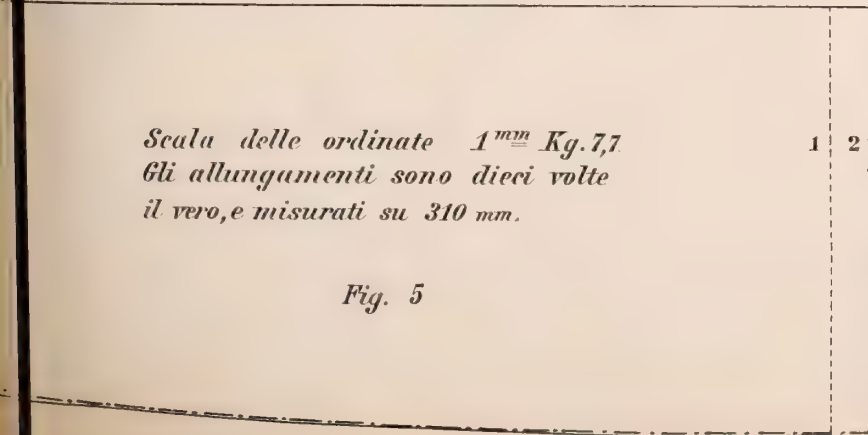 Scala delle ordinate 1ᵐᵐ= Kg. 7,7
Gli allungamenti sono dieci volte
il vero, e misurati su 310 mm.
Fig. 5
1 2